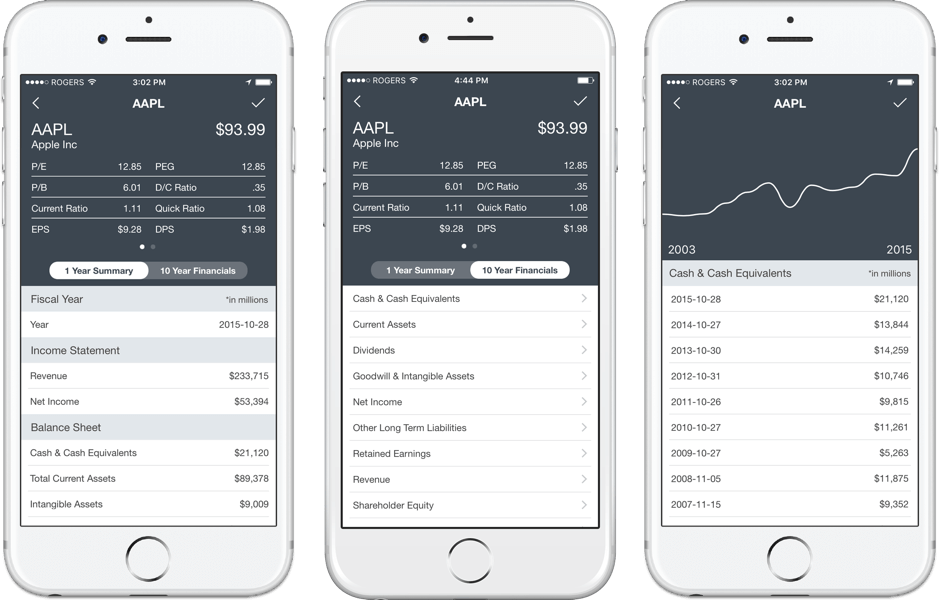 ROGERS 3:02 PM
AAPL
AAPL $93.99
Apple Inc
P/E 12.85 PEG 12.85
P/B 6.01 D/C Ratio .35
Current Ratio 1.11 Quick Ratio 1.08
EPS $9.28 DPS $1.98
1 Year Summary 10 Year Financials
Fiscal Year *in millions
Year 2015-10-28
Income Statement
Revenue $233,715
Net Income $53,394
Balance Sheet
Cash & Cash Equivalents $21,120
Total Current Assets $89,378
Intangible Assets $9,009
ROGERS 4:44 PM
AAPL
AAPL $93.99
Apple Inc
P/E 12.85 PEG 12.85
P/B 6.01 D/C Ratio .35
Current Ratio 1.11 Quick Ratio 1.08
EPS $9.28 DPS $1.98
1 Year Summary 10 Year Financials
Cash & Cash Equivalents
Current Assets
Dividends
Goodwill & Intangible Assets
Net Income
Other Long Term Liabilities
Retained Earnings
Revenue
Shareholder Equity
ROGERS 3:02 PM
AAPL
2003 2015
Cash & Cash Equivalents *in millions
2015-10-28 $21,120
2014-10-27 $13,844
2013-10-30 $14,259
2012-10-31 $10,746
2011-10-26 $9,815
2010-10-27 $11,261
2009-10-27 $5,263
2008-11-05 $11,875
2007-11-15 $9,352